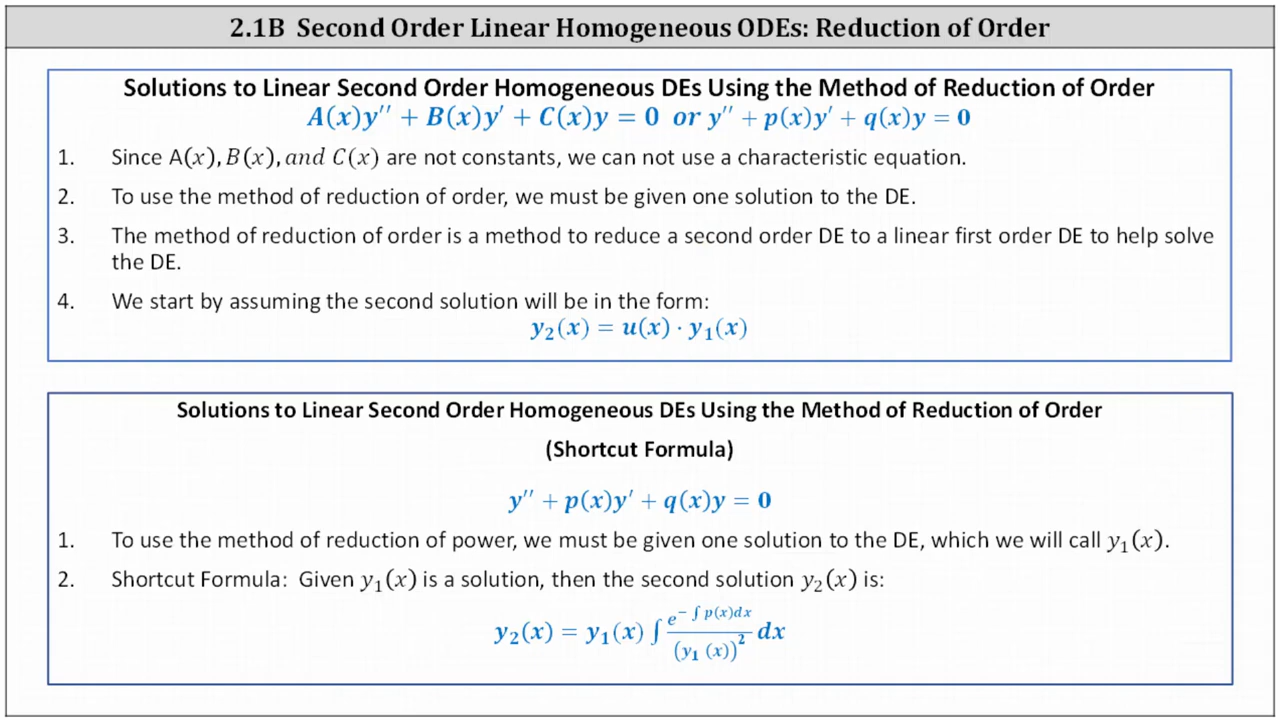 2.1B Second Order Linear Homogeneous ODEs: Reduction of Order
Solutions to Linear Second Order Homogeneous DEs Using the Method of Reduction of Order
A(x)y′′ + B(x)y′ + C(x)y = 0 or y′′ + p(x)y′ + q(x)y = 0
1. Since A(x), B(x), and C(x) are not constants, we can not use a characteristic equation.
2. To use the method of reduction of order, we must be given one solution to the DE.
3. The method of reduction of order is a method to reduce a second order DE to a linear first order DE to help solve
the DE.
4. We start by assuming the second solution will be in the form:
y₂(x) = u(x) · y₁(x)
Solutions to Linear Second Order Homogeneous DEs Using the Method of Reduction of Order
(Shortcut Formula)
y′′ + p(x)y′ + q(x)y = 0
1. To use the method of reduction of power, we must be given one solution to the DE, which we will call y₁(x).
2. Shortcut Formula: Given y₁(x) is a solution, then the second solution y₂(x) is:
y₂(x) = y₁(x) ∫ e^(− ∫ p(x)dx) / (y₁ (x))² dx